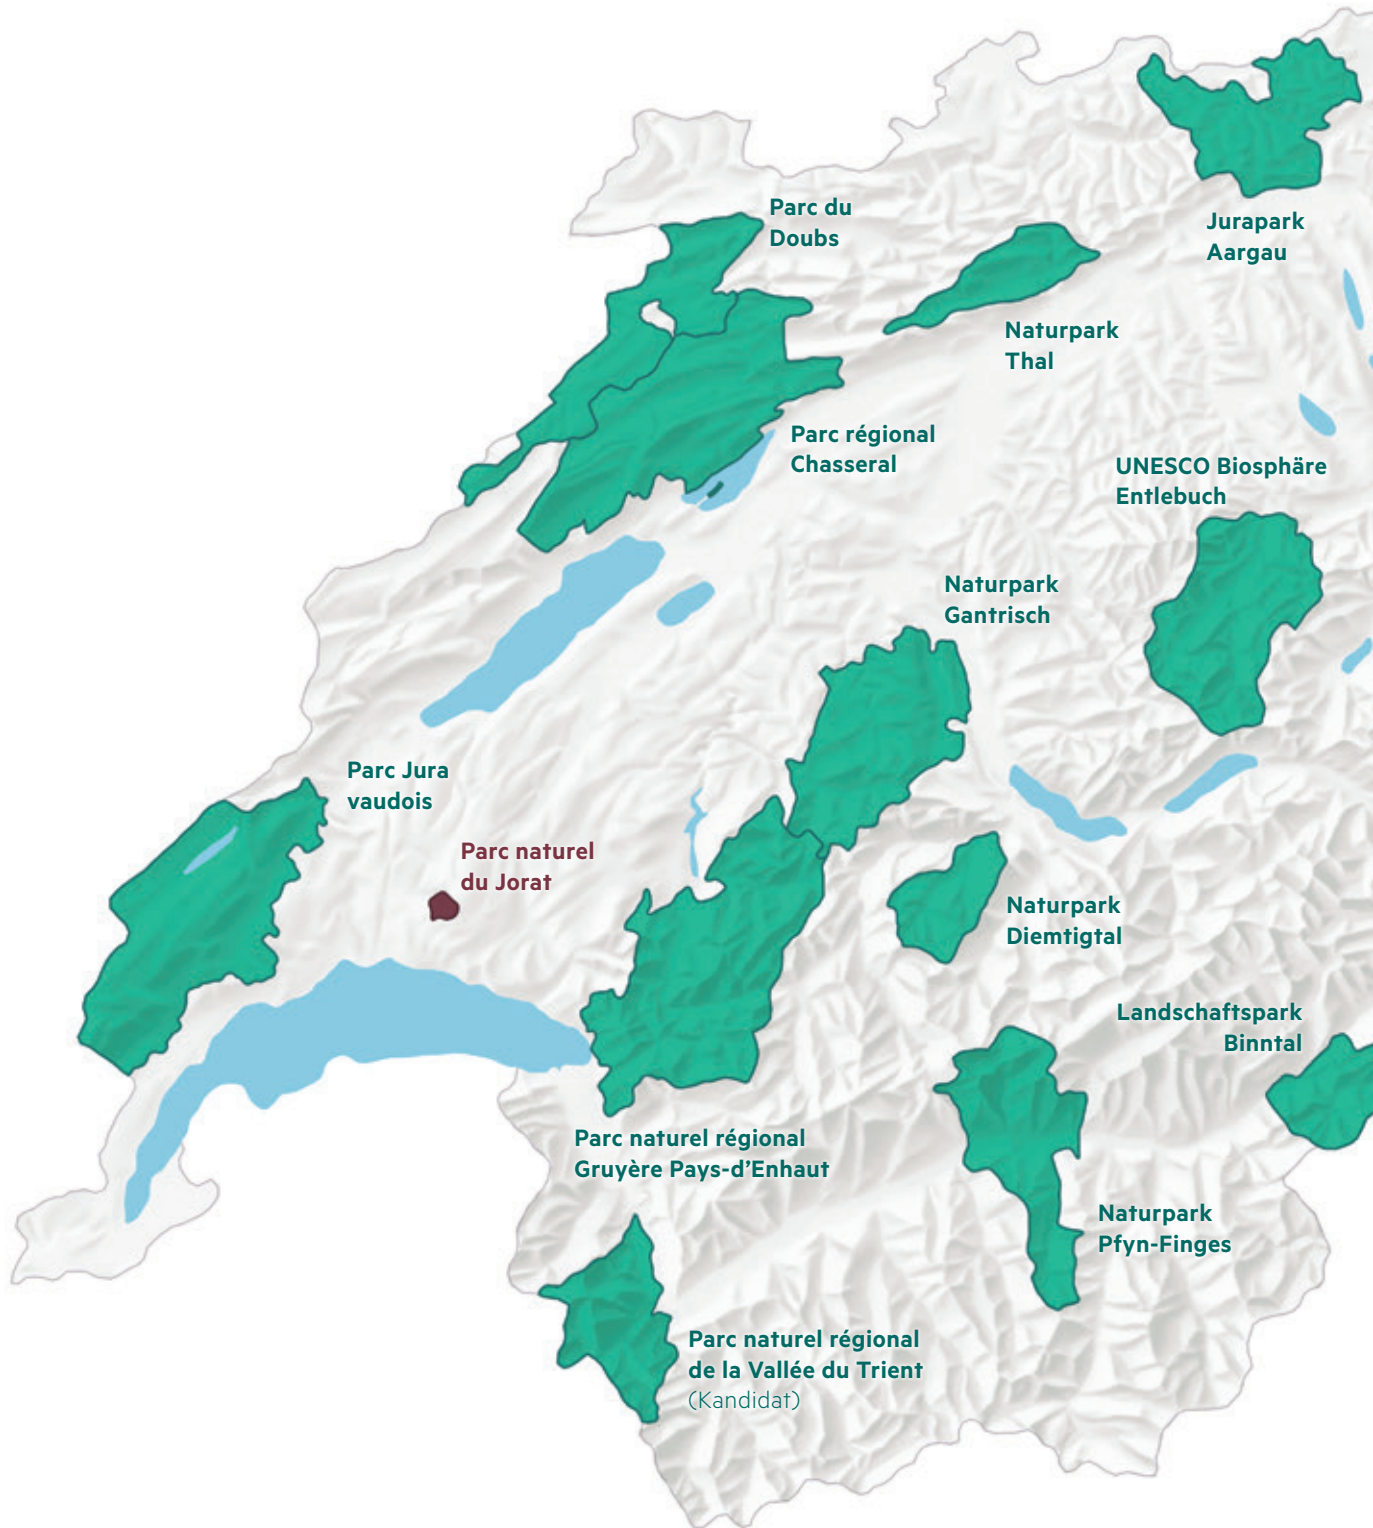 Parc du
Doubs
Jurapark
Aargau
Naturpark
Thal
Parc régional
Chasseral
UNESCO Biosphäre
Entlebuch
Naturpark
Gantrisch
Parc Jura
vaudois
Parc naturel
du Jorat
Naturpark
Diemtigtal
Landschaftspark
Binntal
Parc naturel régional
Gruyère Pays-d’Enhaut
Naturpark
Pfyn-Finges
Parc naturel régional
de la Vallée du Trient
(Kandidat)